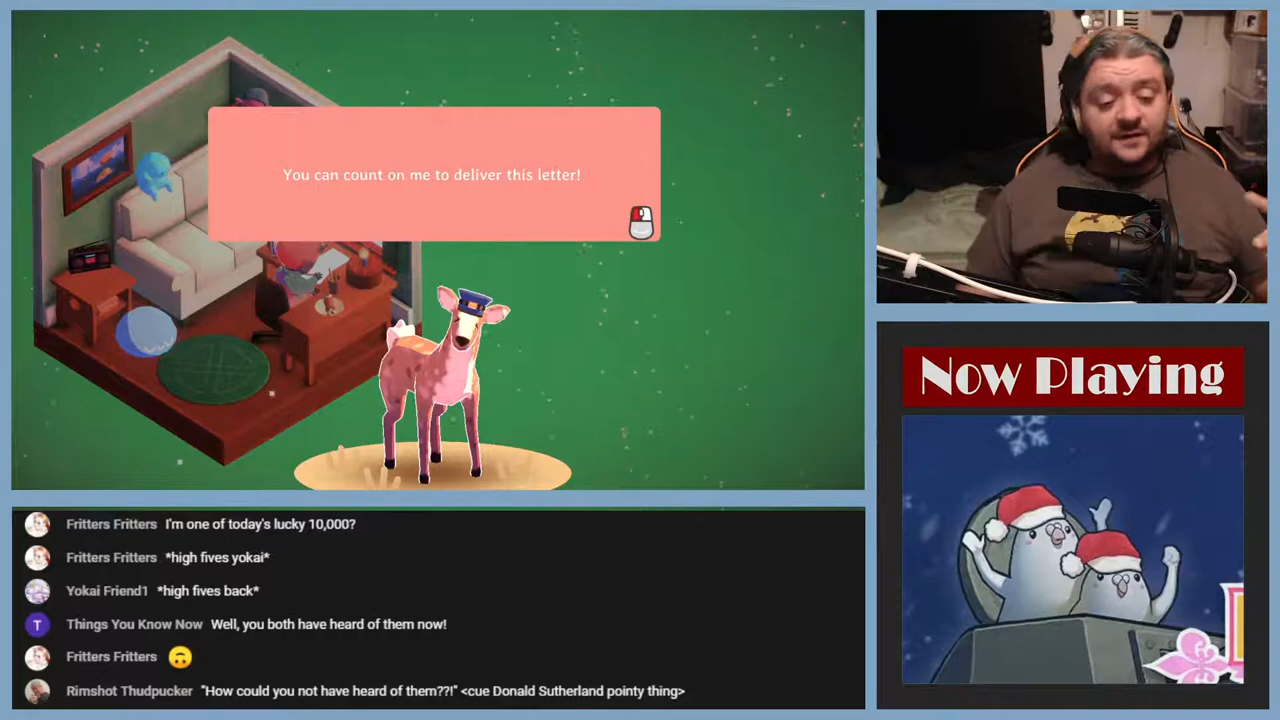 You can count on me to deliver this letter!
Now Playing
Fritters Fritters I'm one of today's lucky 10,000?
Fritters Fritters *high fives yokai*
Yokai Friend1 *high fives back*
T Things You Know Now Well, you both have heard of them now!
Fritters Fritters 🙃
Rimshot Thudpucker "How could you not have heard of them??!" <cue Donald Sutherland pointy thing>